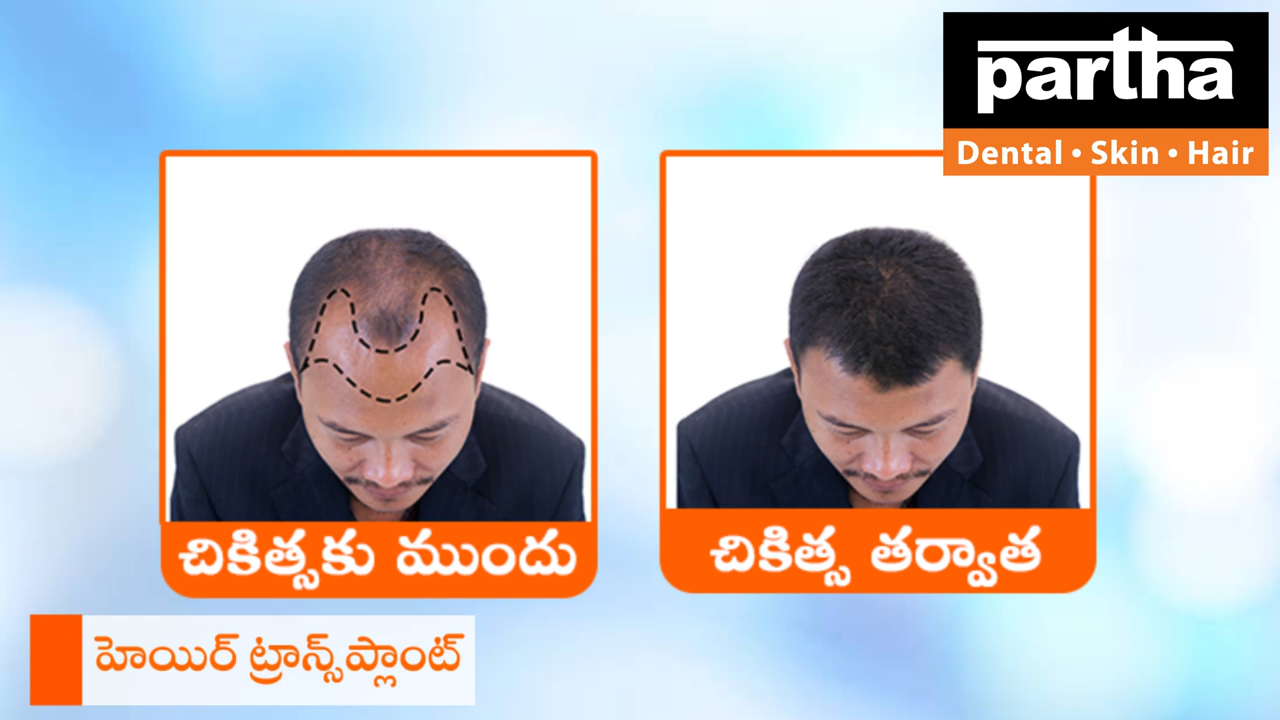 partha
Dental • Skin • Hair
చికిత్సకు ముందు
చికిత్స తర్వాత
హెయిర్ ట్రాన్స్‌ప్లాంట్